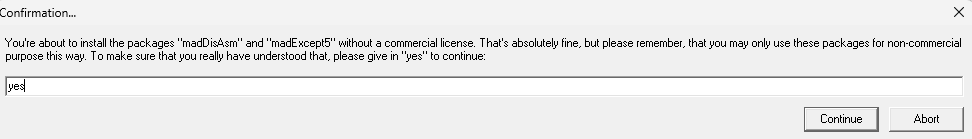 Confirmation...
You're about to install the packages "madDisAsm" and "madExcept5" without a commercial license. That's absolutely fine, but please remember, that you may only use these packages for non-commercial
purpose this way. To make sure that you really have understood that, please give in "yes" to continue:
yes
Continue
Abort